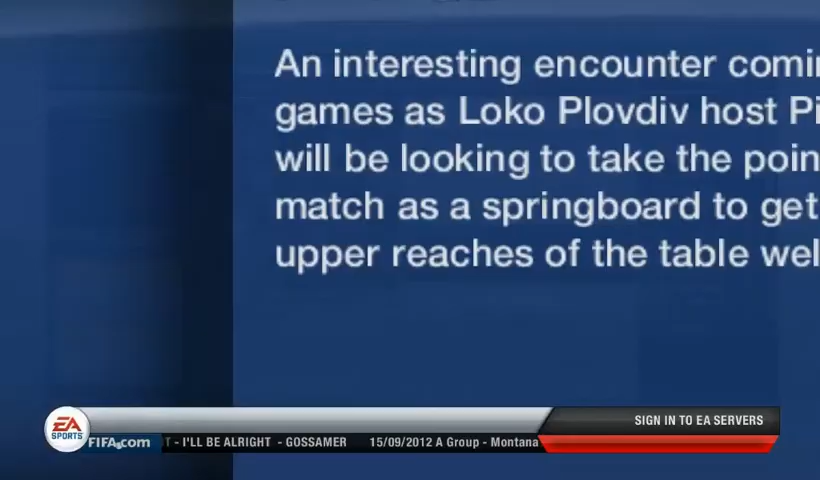 An interesting encounter comin
games as Loko Plovdiv host Pi
will be looking to take the poin
match as a springboard to get
upper reaches of the table wel
SIGN IN TO EA SERVERS
EA
SPORTS
FIFA.com
T - I'LL BE ALRIGHT - GOSSAMER 15/09/2012 A Group - Montana